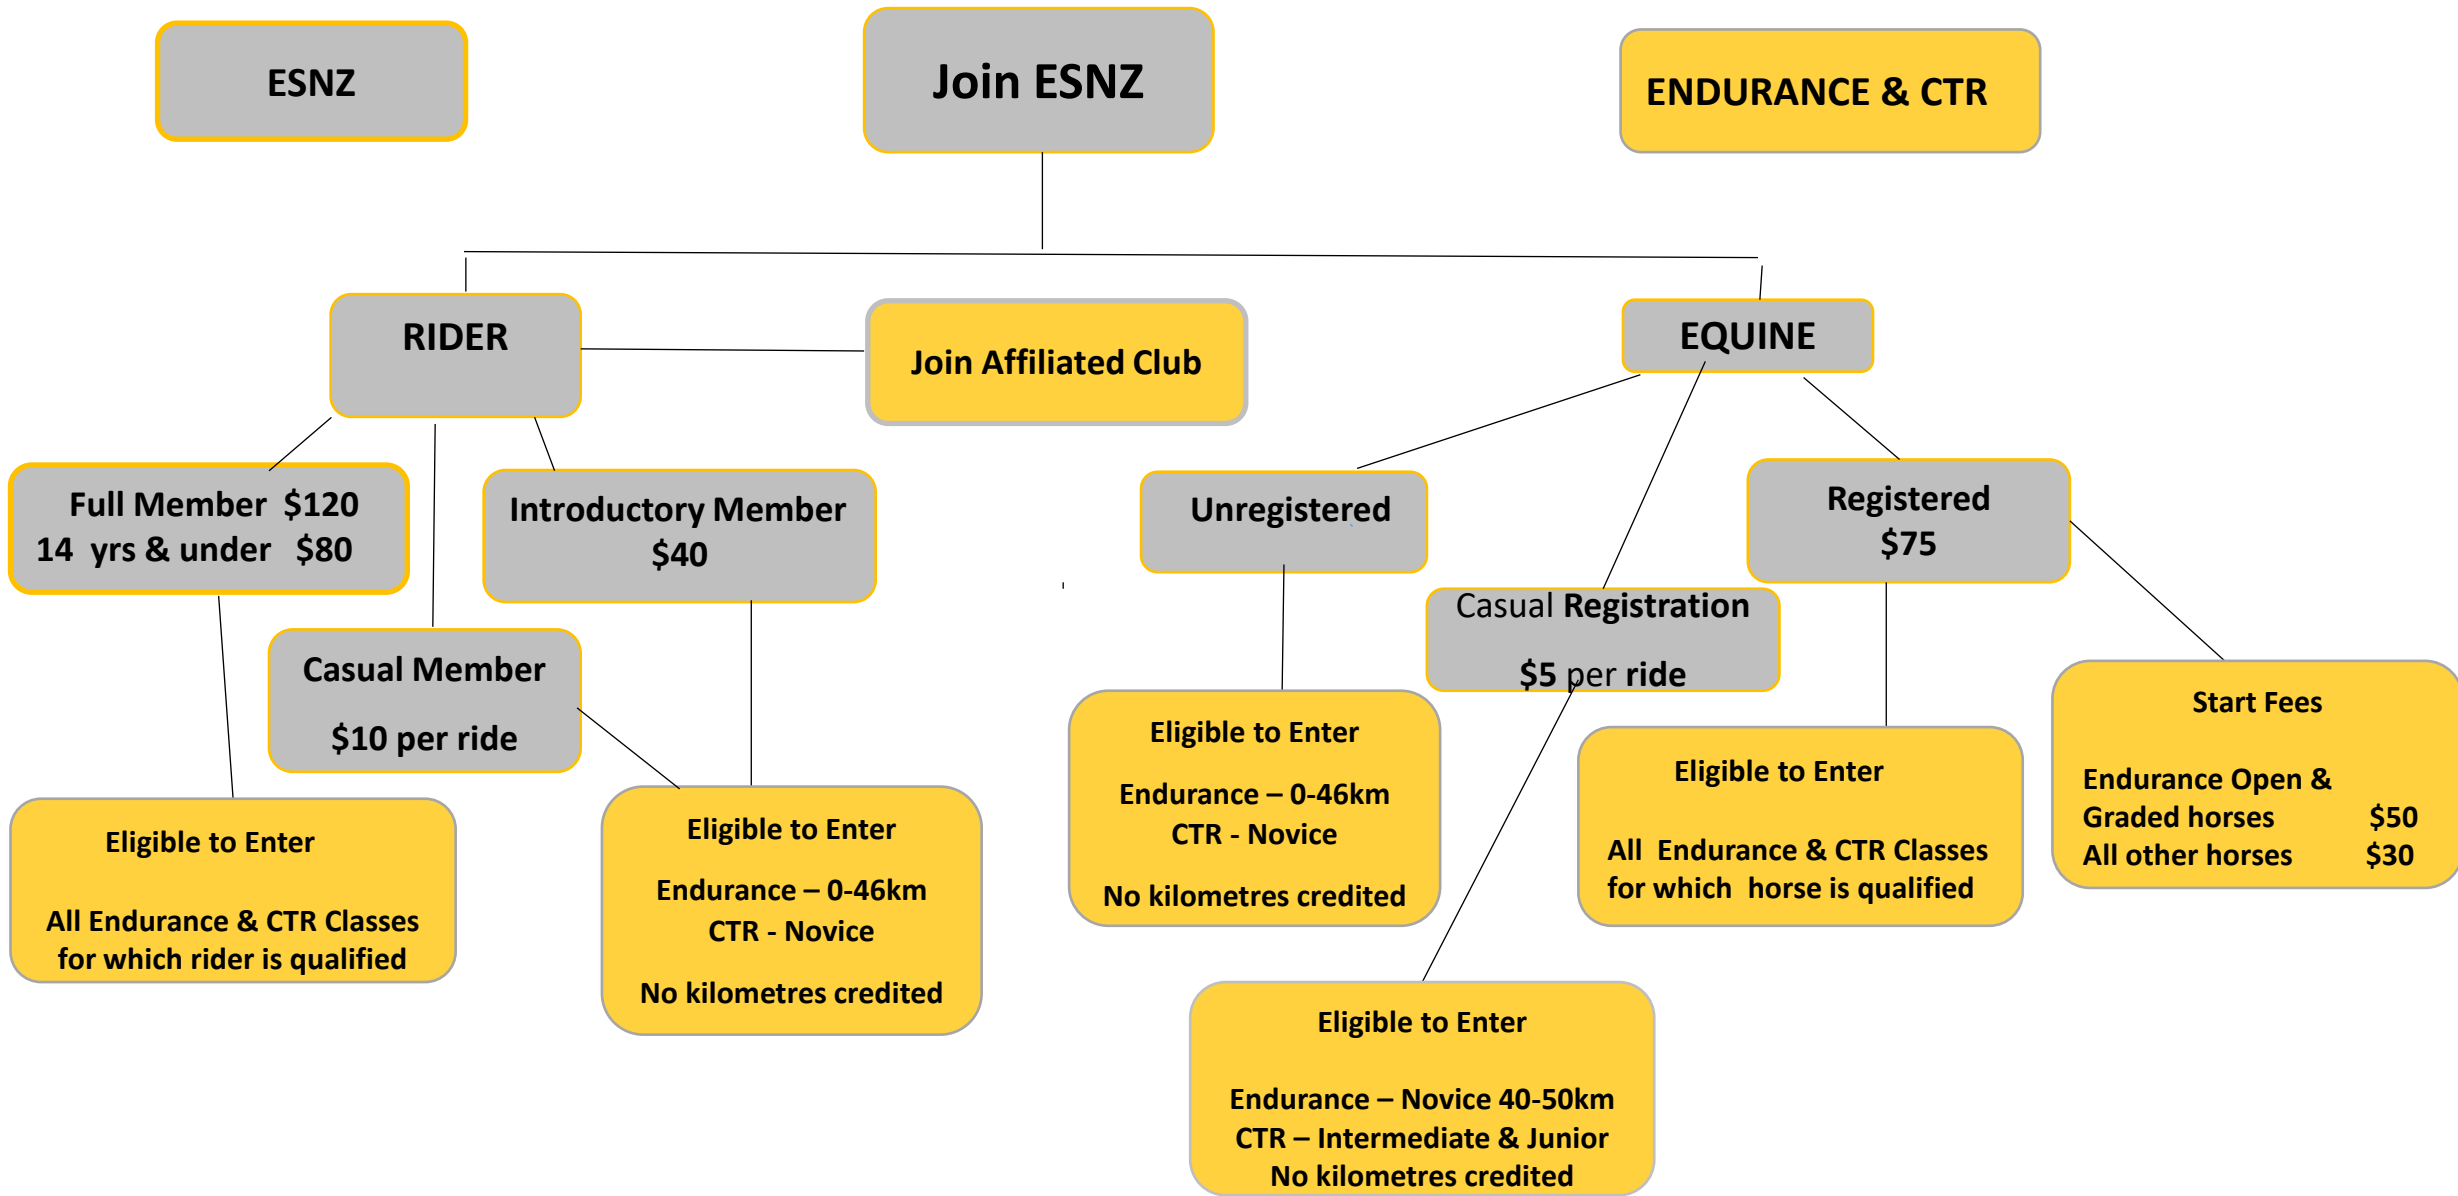 ESNZ
Join ESNZ
ENDURANCE & CTR
RIDER
Join Affiliated Club
EQUINE
Full Member $120
14 yrs & under $80
Introductory Member
$40
Casual Member
$10 per ride
Unregistered
Casual Registration
$5 per ride
Registered
$75
Eligible to Enter
All Endurance & CTR Classes
for which rider is qualified
Eligible to Enter
Endurance – 0-46km
CTR - Novice
No kilometres credited
Eligible to Enter
Endurance – 0-46km
CTR - Novice
No kilometres credited
Eligible to Enter
Endurance – Novice 40-50km
CTR – Intermediate & Junior
No kilometres credited
Eligible to Enter
All Endurance & CTR Classes
for which horse is qualified
Start Fees
Endurance Open &
Graded horses $50
All other horses $30